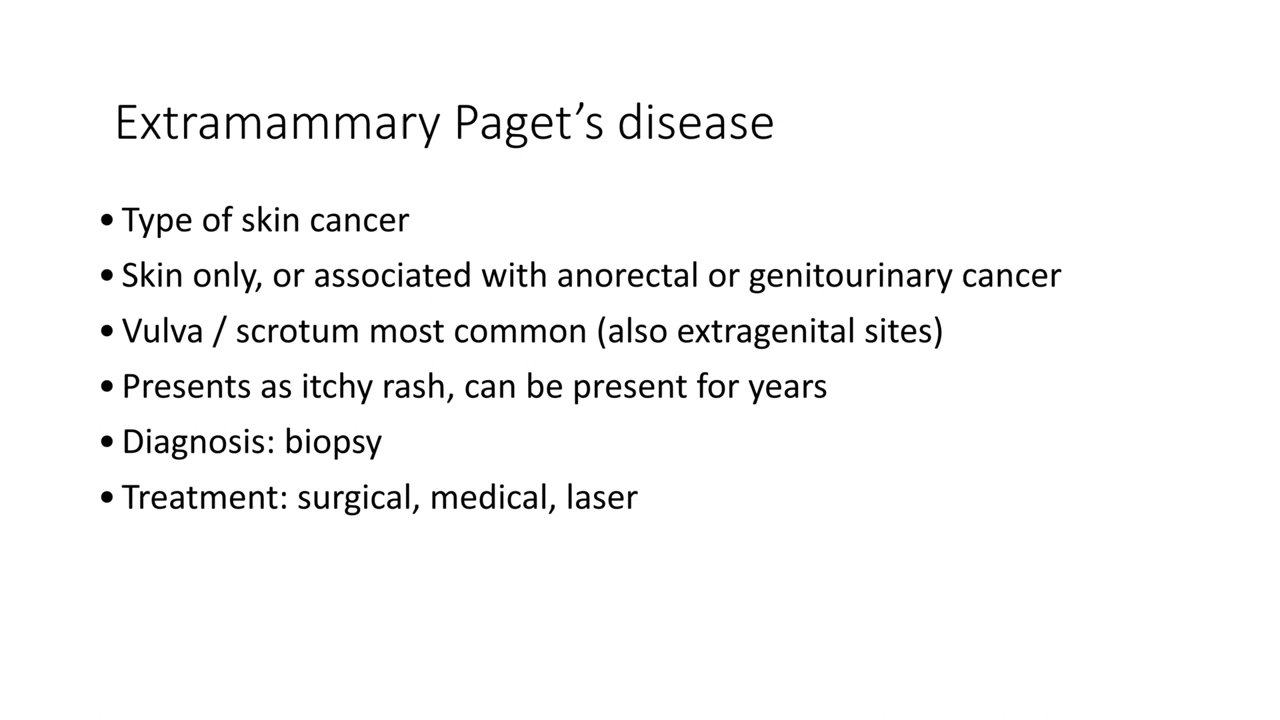 Extramammary Paget’s disease
• Type of skin cancer
• Skin only, or associated with anorectal or genitourinary cancer
• Vulva / scrotum most common (also extragenital sites)
• Presents as itchy rash, can be present for years
• Diagnosis: biopsy
• Treatment: surgical, medical, laser